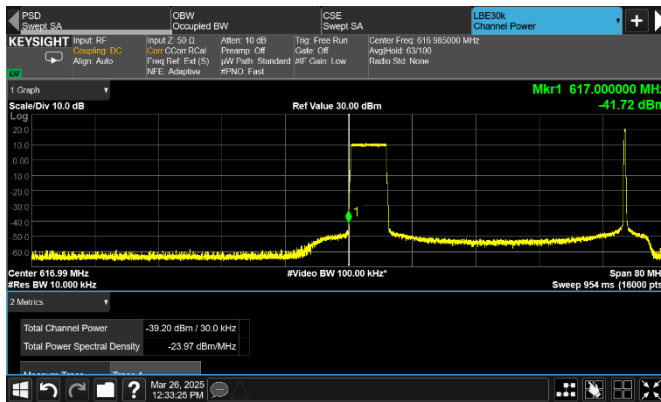 PSD
Swept SA
OBW
Occupied BW
CSE
Swept SA
LBE30k
Channel Power
KEYSIGHT
Input: RF
Coupling: DC
Align: Auto
Input Z: 50 Ω
Corr CCorr RCal
Freq Ref: Ext (S)
NFE: Adaptive
Atten: 10 dB
Preamp: Off
µW Path: Standard
#PNO: Fast
Trig: Free Run
Gate: Off
#IF Gain: Low
Center Freq: 616.985000 MHz
Avg|Hold: 63/100
Radio Std: None
LXI
1 Graph
Mkr1 617.000000 MHz
Scale/Div 10.0 dB
Ref Value 30.00 dBm
-41.72 dBm
Log
20.0
10.0
0.00
-10.0
-20.0
-30.0
-40.0
-50.0
-60.0
1
Center 616.99 MHz
#Video BW 100.00 kHz*
Span 80 MH
#Res BW 10.000 kHz
Sweep 954 ms (16000 pts
2 Metrics
Total Channel Power
-39.20 dBm / 30.0 kHz
Total Power Spectral Density
-23.97 dBm/MHz
Measure Trace
Trace 1
?
Mar 26, 2025
12:33:25 PM